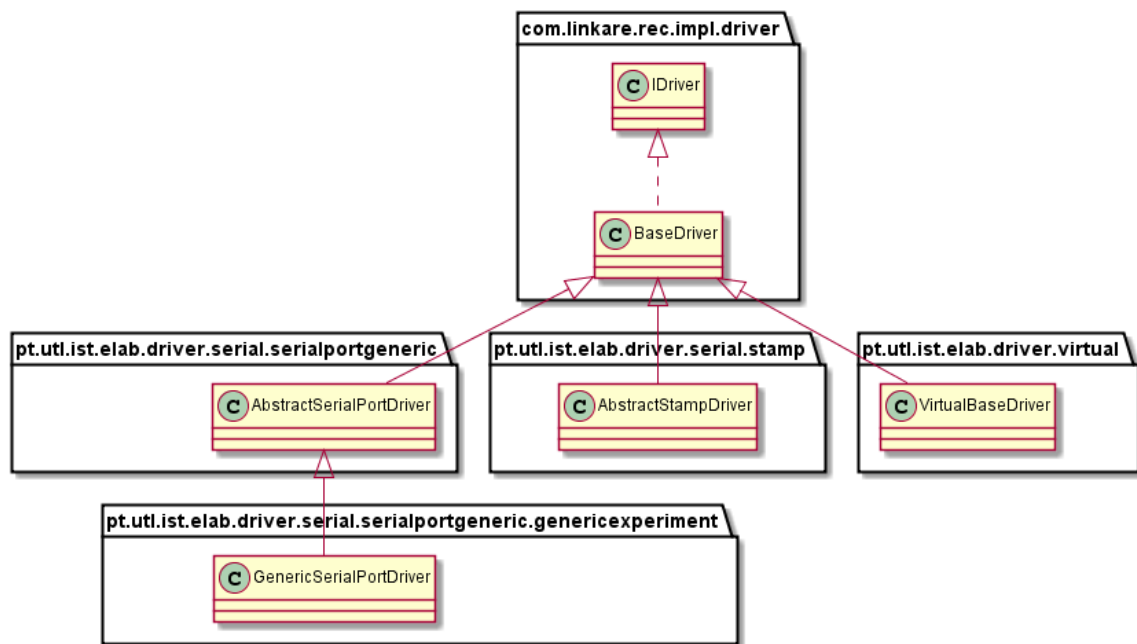 com.linkare.rec.impl.driver
C IDriver
C BaseDriver
pt.utl.ist.elab.driver.serial.serialportgeneric
pt.utl.ist.elab.driver.serial.stamp
pt.utl.ist.elab.driver.virtual
C AbstractSerialPortDriver
C AbstractStampDriver
C VirtualBaseDriver
pt.utl.ist.elab.driver.serial.serialportgeneric.genericexperiment
C GenericSerialPortDriver